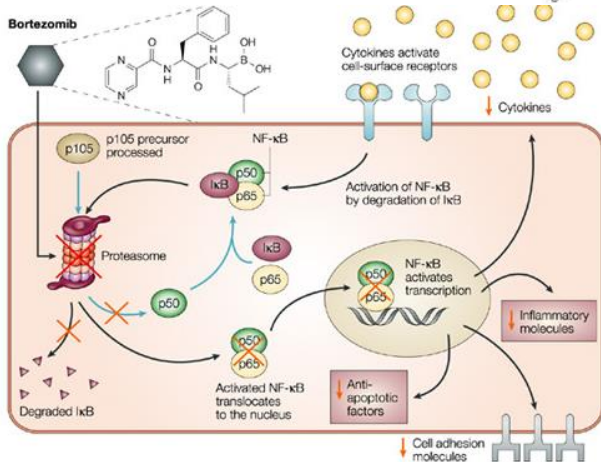 Bortezomib
O
H
N
N
H
O
H
N
B
OH
OH
N
N
Cytokines activate
cell-surface receptors
Cytokines
p105
p105 precursor
processed
NF-κB
IκB
p50
p65
Activation of NF-κB
by degradation of IκB
Proteasome
IκB
p65
p50
NF-κB
activates
transcription
p50
p65
Inflammatory
molecules
p50
p65
Activated NF-κB
translocates
to the nucleus
Anti-
apoptotic
factors
Degraded IκB
Cell adhesion
molecules